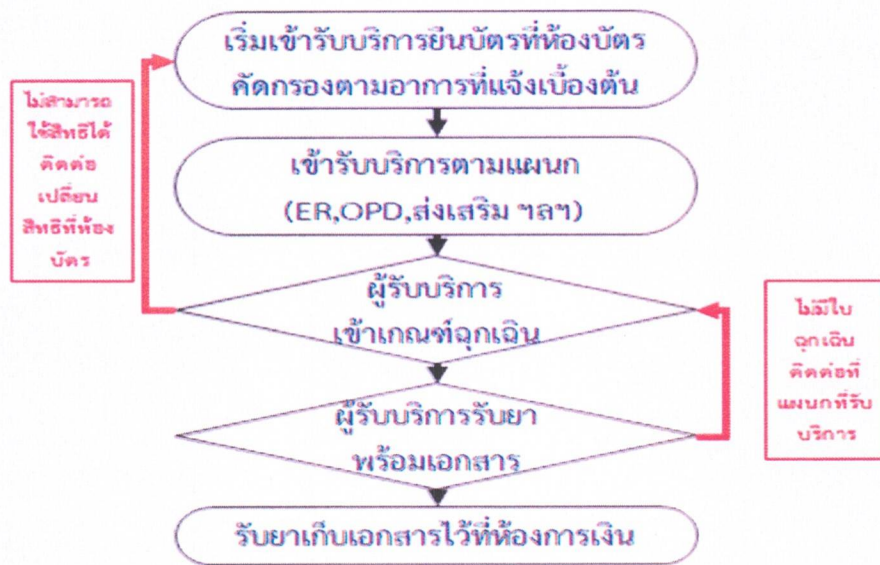 เริ่มเข้ารับบริการยื่นบัตรที่ห้องบัตร
คัดกรองตามอาการที่แจ้งเบื้องต้น
ไม่สามารถ
ใช้สิทธิได้
ติดต่อ
เปลี่ยน
สิทธิที่ห้อง
บัตร
เข้ารับบริการตามแผนก
(ER,OPD,ส่งเสริม ฯลฯ)
ผู้รับบริการ
เข้าเกณฑ์ฉุกเฉิน
ไม่มีใบ
ฉุกเฉิน
ติดต่อที่
แผนกที่รับ
บริการ
ผู้รับบริการรับยา
พร้อมเอกสาร
รับยาเก็บเอกสารไว้ที่ห้องการเงิน